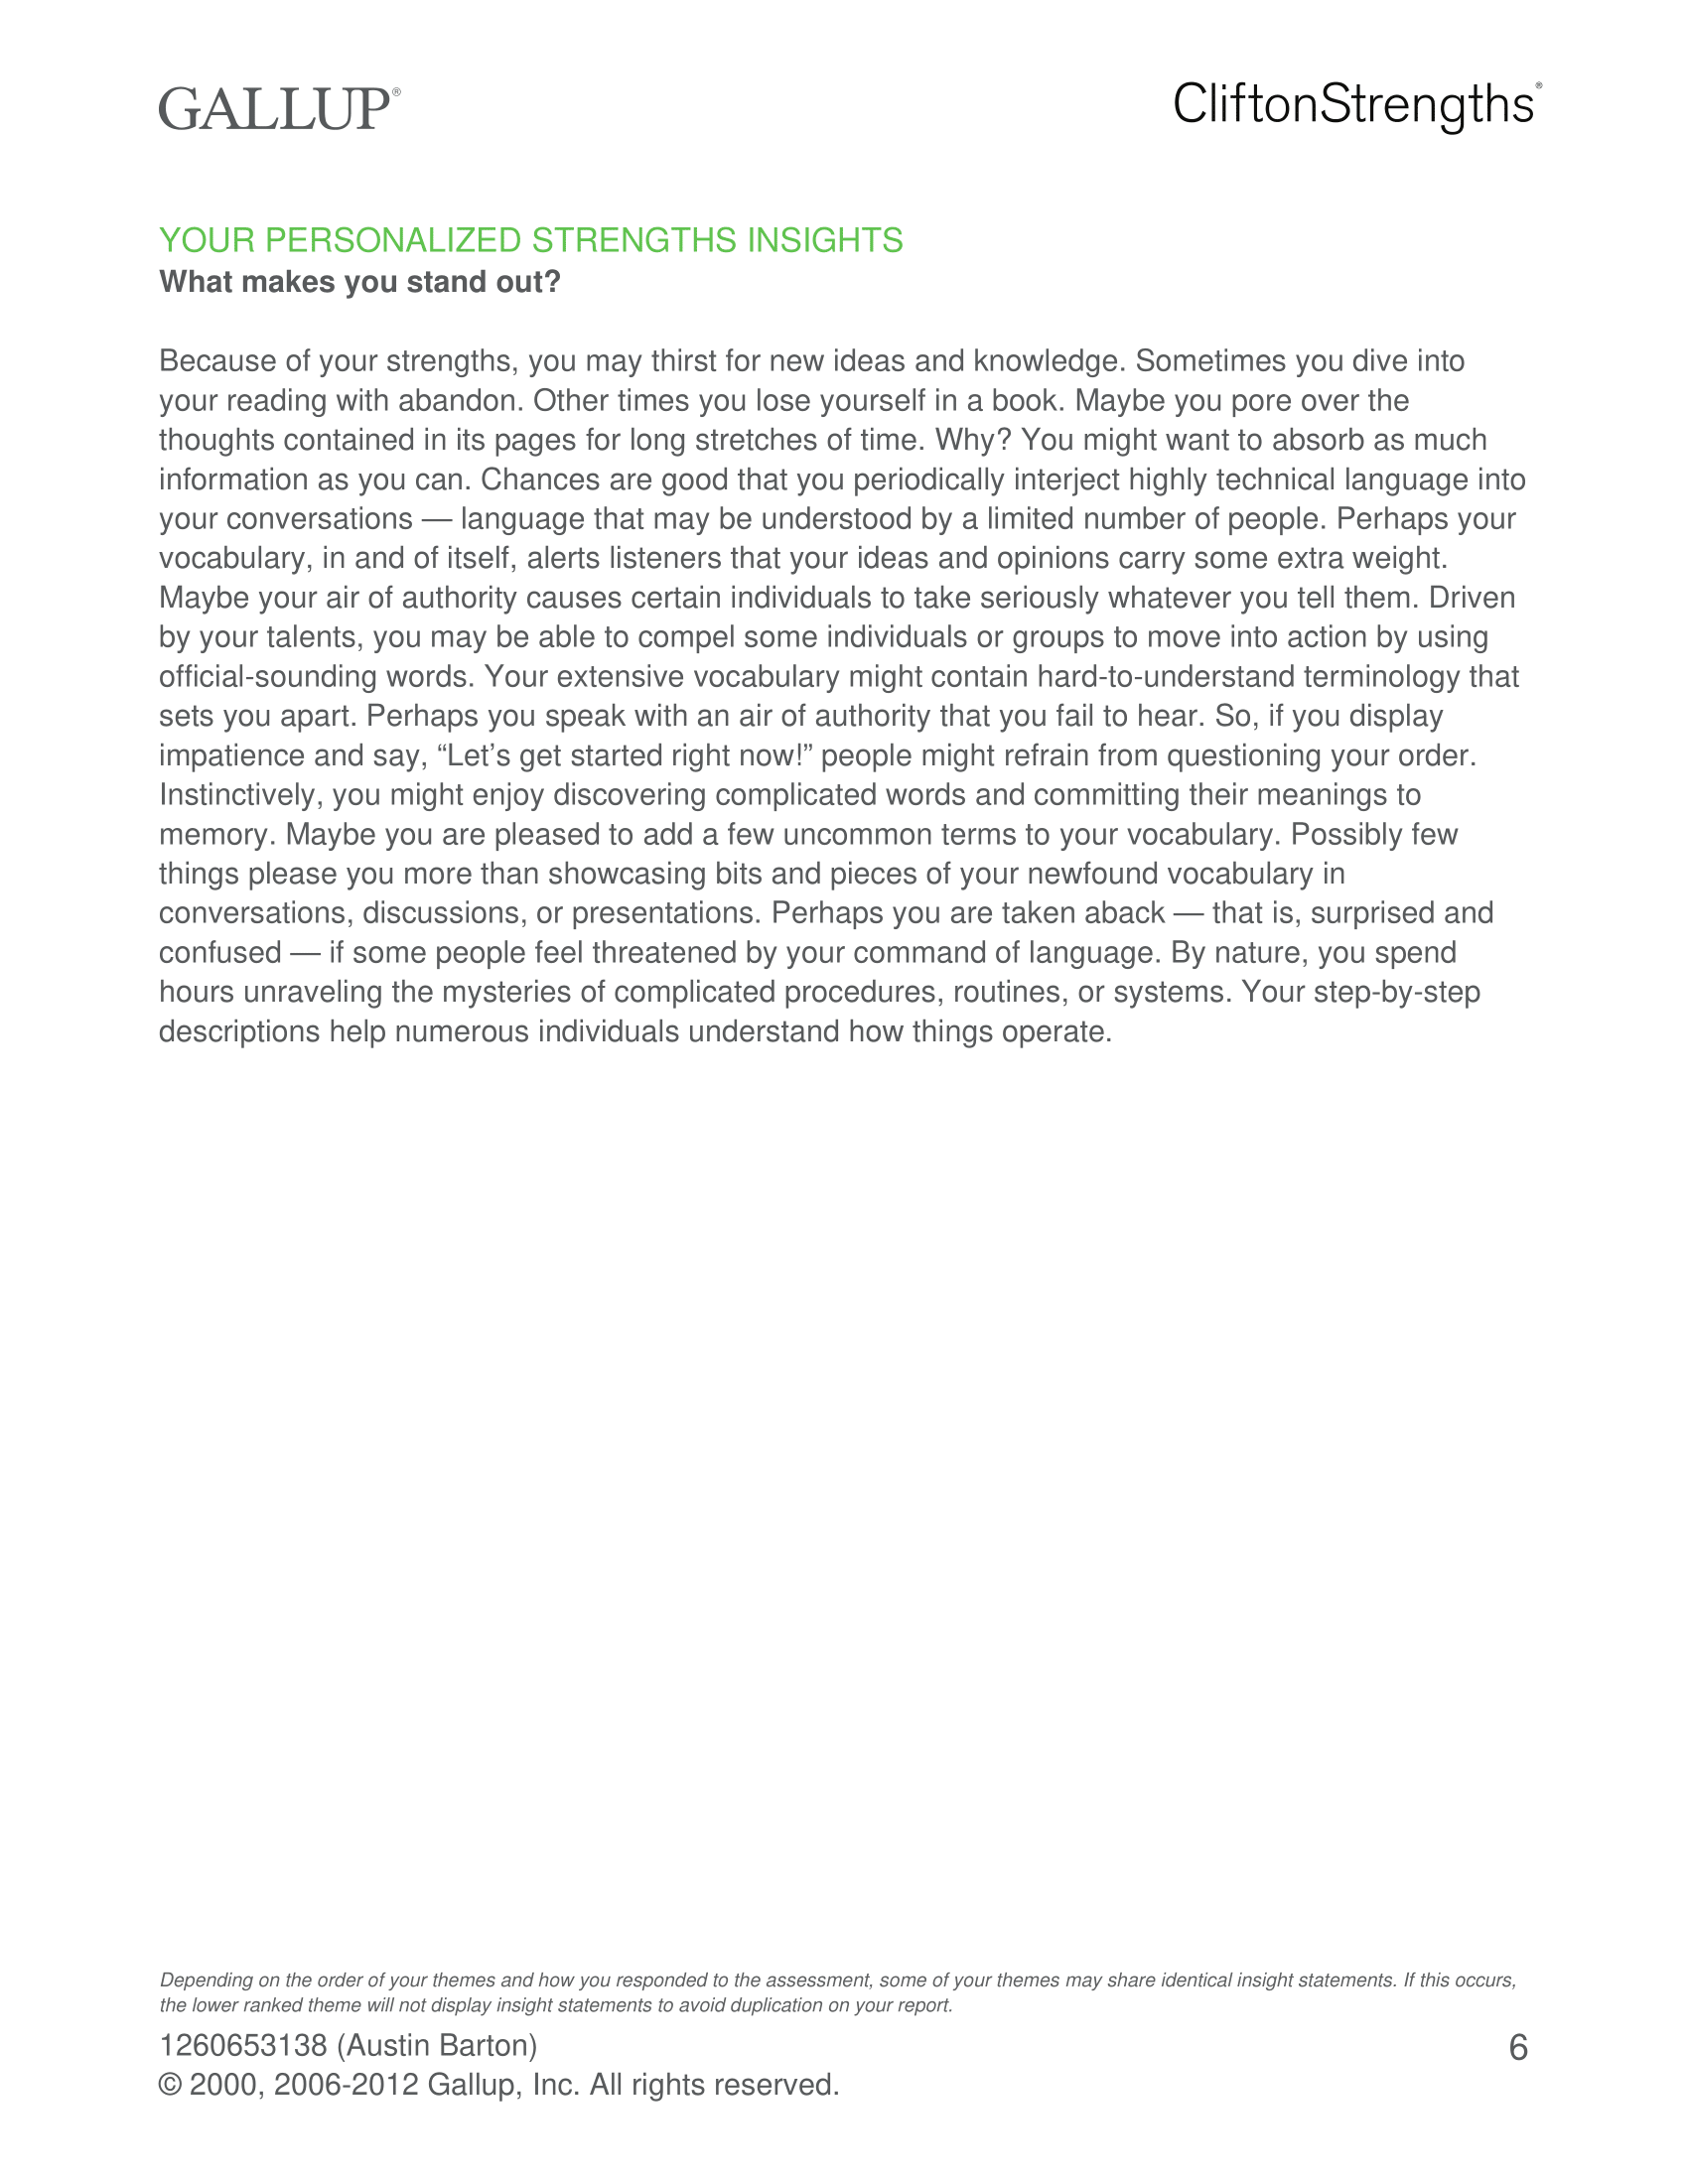 GALLUP®
CliftonStrengths®
YOUR PERSONALIZED STRENGTHS INSIGHTS
What makes you stand out?
Because of your strengths, you may thirst for new ideas and knowledge. Sometimes you dive into
your reading with abandon. Other times you lose yourself in a book. Maybe you pore over the
thoughts contained in its pages for long stretches of time. Why? You might want to absorb as much
information as you can. Chances are good that you periodically interject highly technical language into
your conversations — language that may be understood by a limited number of people. Perhaps your
vocabulary, in and of itself, alerts listeners that your ideas and opinions carry some extra weight.
Maybe your air of authority causes certain individuals to take seriously whatever you tell them. Driven
by your talents, you may be able to compel some individuals or groups to move into action by using
official-sounding words. Your extensive vocabulary might contain hard-to-understand terminology that
sets you apart. Perhaps you speak with an air of authority that you fail to hear. So, if you display
impatience and say, “Let’s get started right now!” people might refrain from questioning your order.
Instinctively, you might enjoy discovering complicated words and committing their meanings to
memory. Maybe you are pleased to add a few uncommon terms to your vocabulary. Possibly few
things please you more than showcasing bits and pieces of your newfound vocabulary in
conversations, discussions, or presentations. Perhaps you are taken aback — that is, surprised and
confused — if some people feel threatened by your command of language. By nature, you spend
hours unraveling the mysteries of complicated procedures, routines, or systems. Your step-by-step
descriptions help numerous individuals understand how things operate.
Depending on the order of your themes and how you responded to the assessment, some of your themes may share identical insight statements. If this occurs,
the lower ranked theme will not display insight statements to avoid duplication on your report.
1260653138 (Austin Barton)
6
© 2000, 2006-2012 Gallup, Inc. All rights reserved.